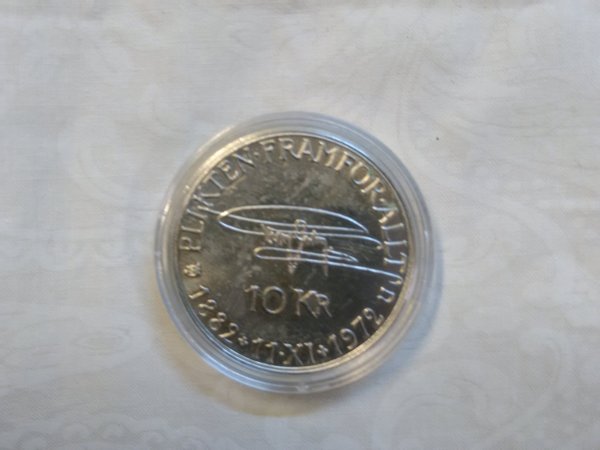 PLIKTEN·FRAMFÖR·ALLT
10 KR
U
1882 * 11·XI * 1972